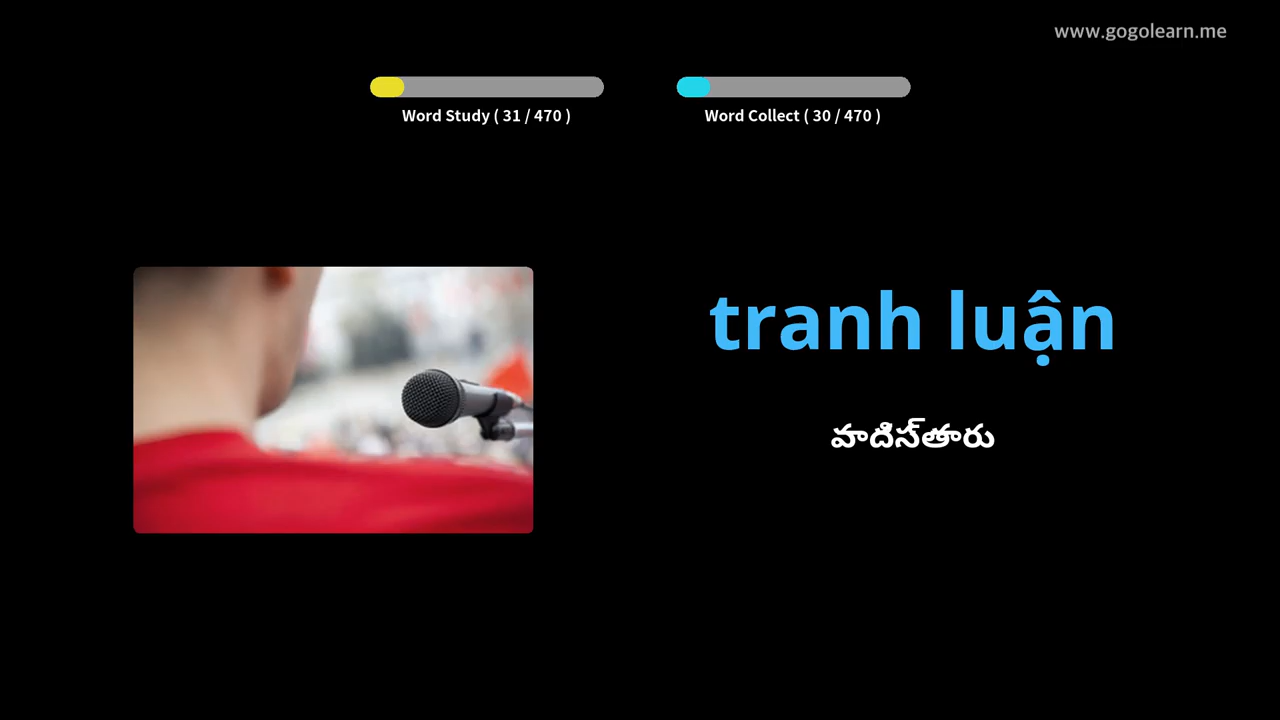 www.gogolearn.me
Word Study ( 31 / 470 )
Word Collect ( 30 / 470 )
tranh luận
వాదిస్తారు